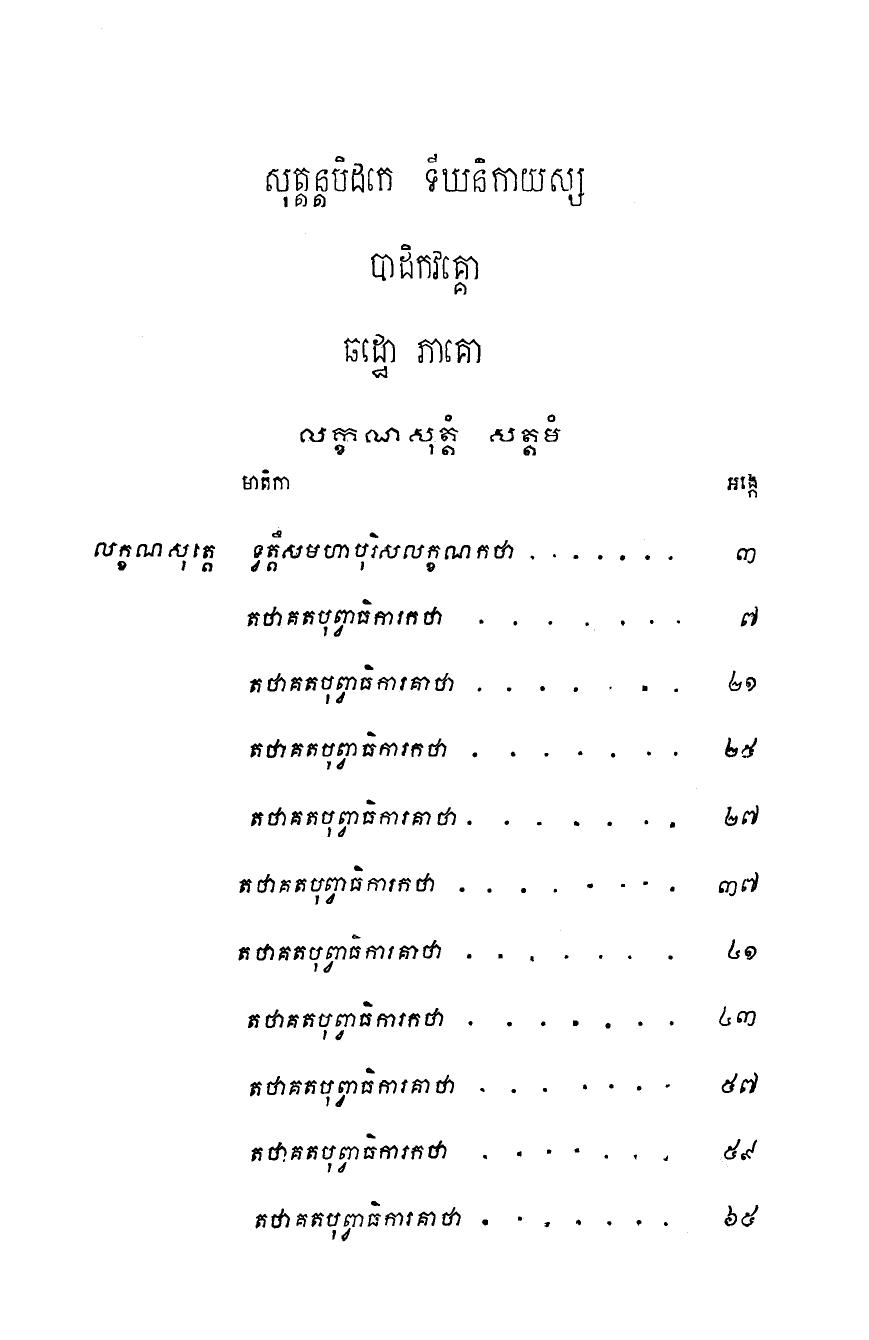 សុត្តន្តបិដកេ ទីឃនិកាយស្ស
បាដិកវគ្គោ
ឆដ្ឋោ ភាគោ
លក្ខណសុត្តំ សត្តមំ
មាតិកា អង្កេ
លក្ខណសុត្តេ ទ្វត្តឹសមហាបុរិសលក្ខណកថា . . . . . . . ៣
តថាគតបុព្វាធិការកថា . . . . . . . ៧
តថាគតបុព្វាធិការគាថា . . . . . . . ២១
តថាគតបុព្វាធិការកថា . . . . . . . ២៥
តថាគតបុព្វាធិការគាថា . . . . . . . ២៧
តថាគតបុព្វាធិការកថា . . . . . . . ៣៧
តថាគតបុព្វាធិការគាថា . . . . . . . ៤១
តថាគតបុព្វាធិការកថា . . . . . . . ៤៣
តថាគតបុព្វាធិការគាថា . . . . . . . ៥៧
តថាគតបុព្វាធិការកថា . . . . . . . ៥៩
តថាគតបុព្វាធិការគាថា . . . . . . . ៦៥